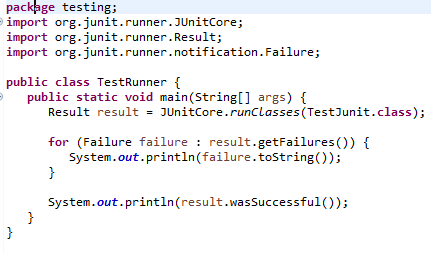 package testing;
import org.junit.runner.JUnitCore;
import org.junit.runner.Result;
import org.junit.runner.notification.Failure;

public class TestRunner {
   public static void main(String[] args) {
      Result result = JUnitCore.runClasses(TestJunit.class);

      for (Failure failure : result.getFailures()) {
         System.out.println(failure.toString());
      }

      System.out.println(result.wasSuccessful());
   }
}